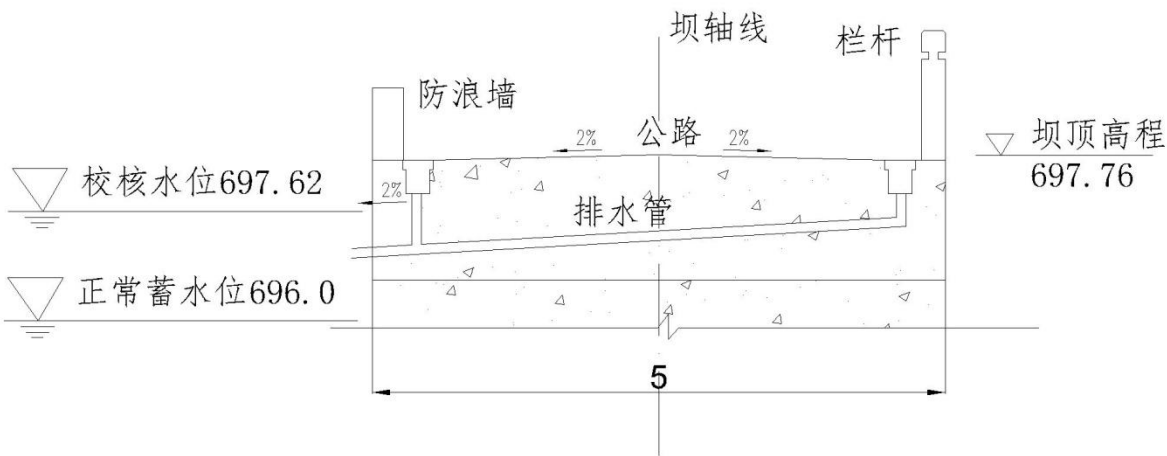 坝轴线
栏杆
防浪墙
2%
公路
2%
坝顶高程
697.76
校核水位697.62
2%
排水管
正常蓄水位696.0
5